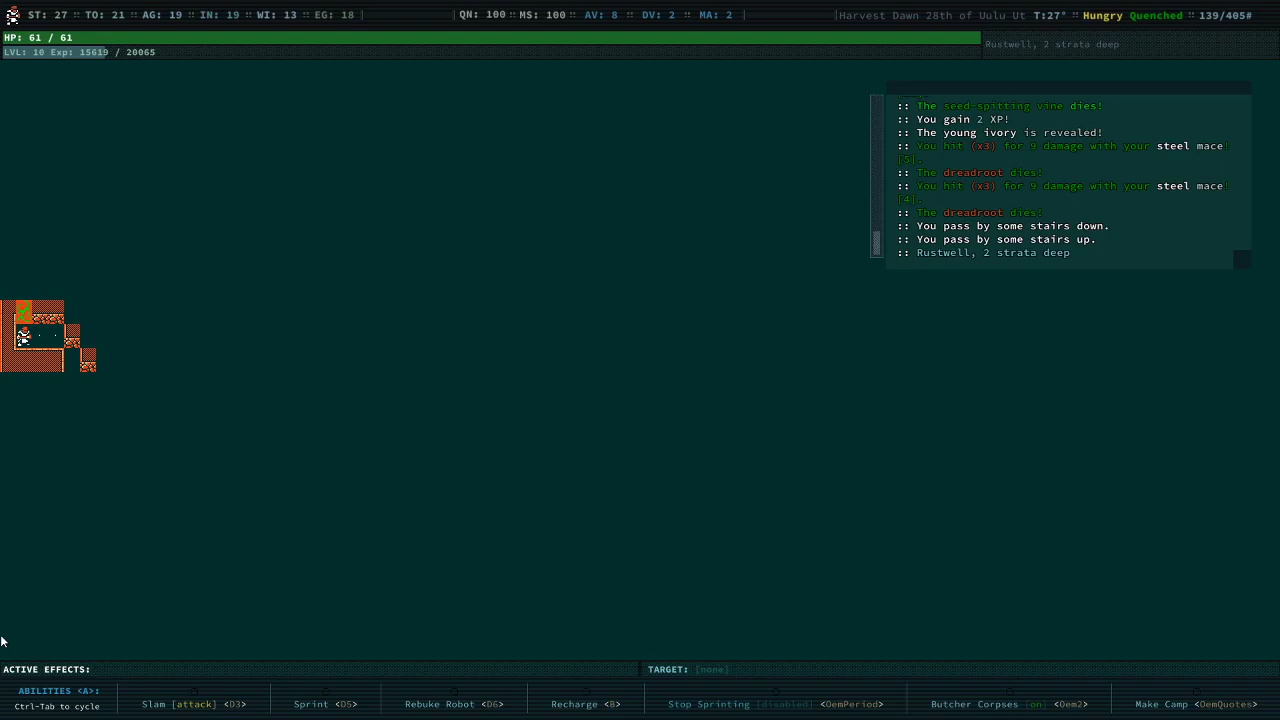 ST: 27 :: TO: 21 :: AG: 19 :: IN: 19 :: WI: 13 :: EG: 18 | QN: 100 :: MS: 100 :: AV: 8 :: DV: 2 :: MA: 2 | Harvest Dawn 28th of Uulu Ut T:27° :: Hungry Quenched :: 139/405#
HP: 61 / 61
LVL: 10 Exp: 15619 / 20065
Rustwell, 2 strata deep
:: The seed-spitting vine dies!
:: You gain 2 XP!
:: The young ivory is revealed!
:: You hit (x3) for 9 damage with your steel mace!
[5].
:: The dreadroot dies!
:: You hit (x3) for 9 damage with your steel mace!
[4].
:: The dreadroot dies!
:: You pass by some stairs down.
:: You pass by some stairs up.
:: Rustwell, 2 strata deep
ACTIVE EFFECTS:
TARGET: [none]
ABILITIES <A>:
Ctrl-Tab to cycle
Slam [attack] <D3>
Sprint <D5>
Rebuke Robot <D6>
Recharge <B>
Stop Sprinting [disabled] <OemPeriod>
Butcher Corpses [on] <Oem2>
Make Camp <OemQuotes>